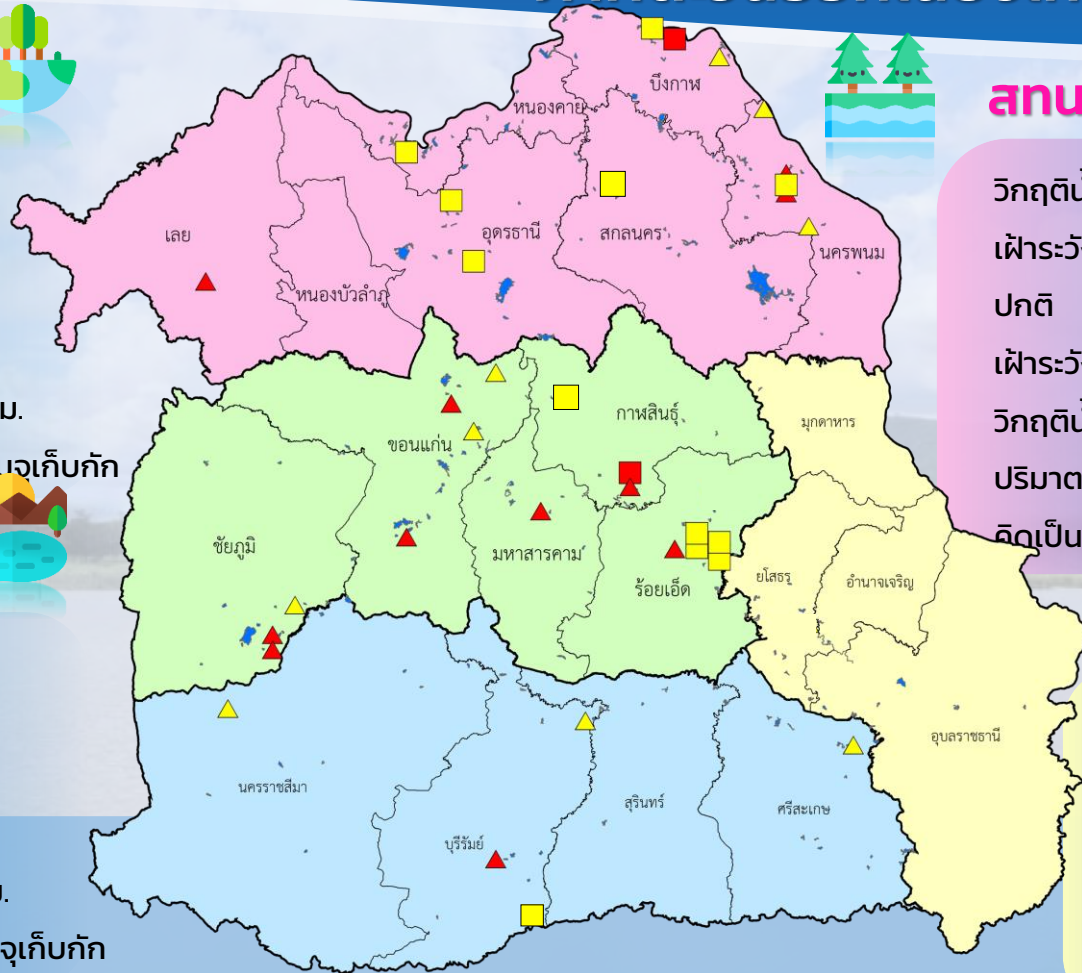 สทน
บึงกาฬ
หนองคาย
วิกฤติน้
เลย
อุดรธานี
สกลนคร
นครพนม
เฝ้าระวัง
หนองบัวลำภู
ปกติ
เฝ้าระวัง
ม.
กาฬสินธุ์
มุกดาหาร
วิกฤติน้
ขอนแก่น
จุเก็บกัก
ปริมาต
คิดเป็น
ชัยภูมิ
มหาสารคาม
ร้อยเอ็ด
ยโสธร
อำนาจเจริญ
อุบลราชธานี
นครราชสีมา
สุรินทร์
ศรีสะเกษ
บุรีรัมย์
ม.
จุเก็บกัก